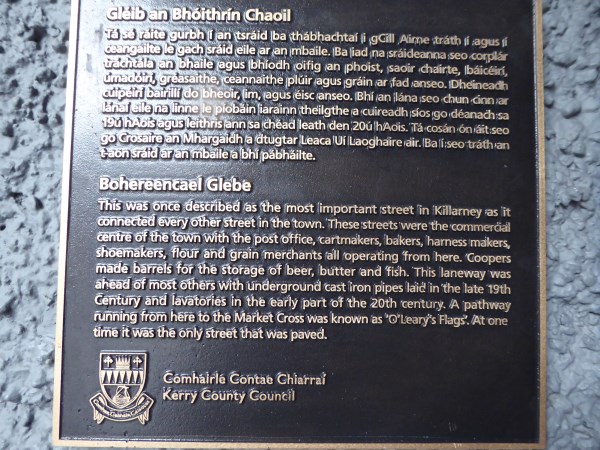 Gléib an Bhóithrín Chaoil
Tá sé ráite gurbh í an tsráid ba thábhachtaí í gCill Airne tráth í agus í
ceangailte le gach sráid eile ar an mbaile. Ba iad na sráideanna seo corplár
tráchtála an bhaile agus bhíodh oifig an phoist, saoir chairte, báicéirí,
úmadóirí, gréasaithe, ceannaithe plúir agus gráin ar fad anseo. Dheineadh
cúipéirí bairillí do bheoir, im, agus éisc anseo. Bhí an lána seo chun cinn ar
lánaí eile na linne le píobáin iarainn theilgthe a cuireadh síos go déanach sa
19ú hAois agus leithris ann sa chéad leath den 20ú hAois. Tá cosán ón áit seo
go Crosaire an Mhargaidh a dtugtar Leaca Uí Laoghaire air. Ba í seo tráth an
t-aon sráid ar an mbaile a bhí pábháilte.
Bohereencael Glebe
This was once described as the most important street in Killarney as it
connected every other street in the town. These streets were the commercial
centre of the town with the post office, cartmakers, bakers, harness makers,
shoemakers, flour and grain merchants all operating from here. Coopers
made barrels for the storage of beer, butter and fish. This laneway was
ahead of most others with underground cast iron pipes laid in the late 19th
Century and lavatories in the early part of the 20th century. A pathway
running from here to the Market Cross was known as 'O'Leary's Flags'. At one
time it was the only street that was paved.
Comhairle Contae Chiarraí
Kerry County Council